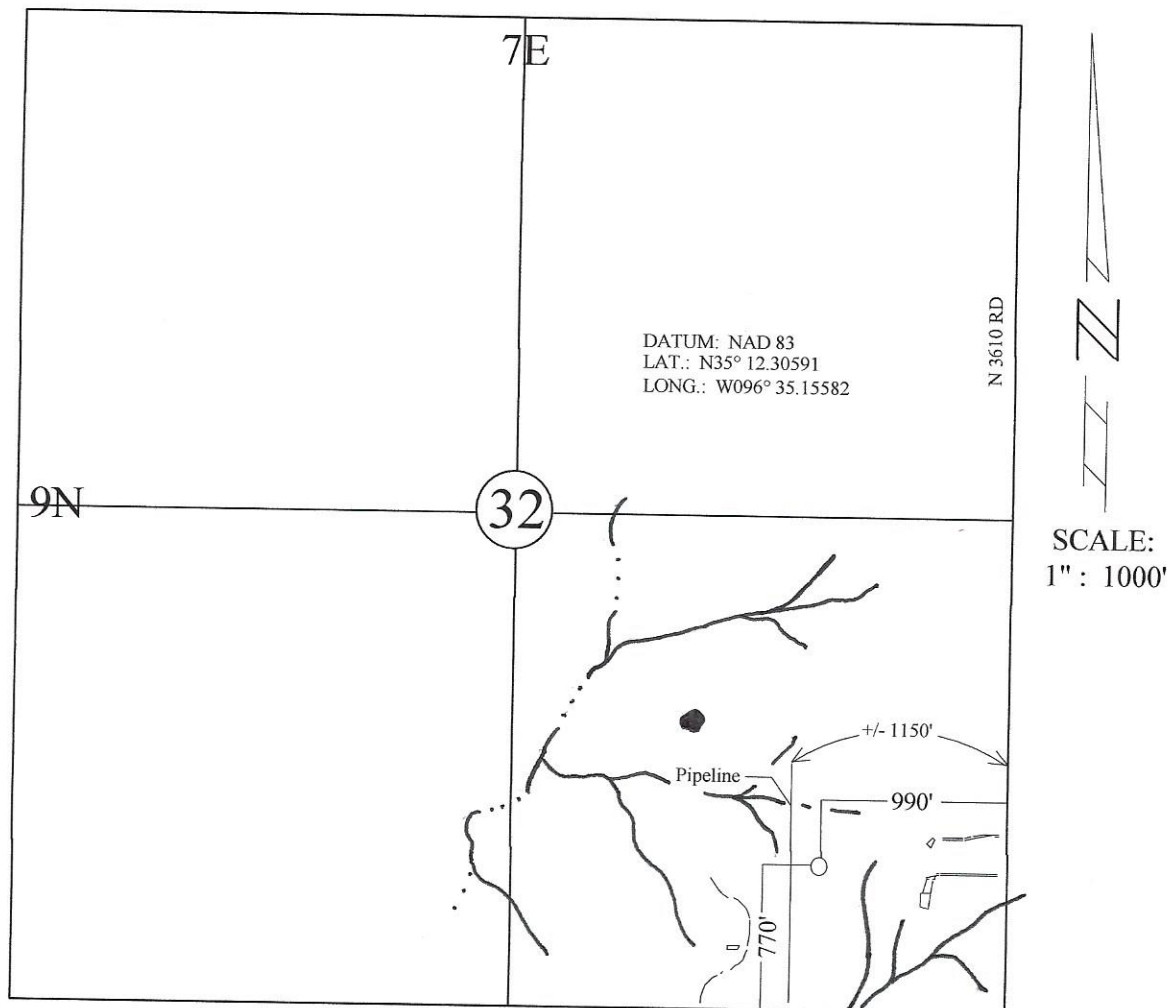 7E
DATUM: NAD 83
LAT.: N35° 12.30591
LONG.: W096° 35.15582
N 3610 RD
N
9N
32
SCALE:
1" : 1000'
+/- 1150'
Pipeline
990'
770'